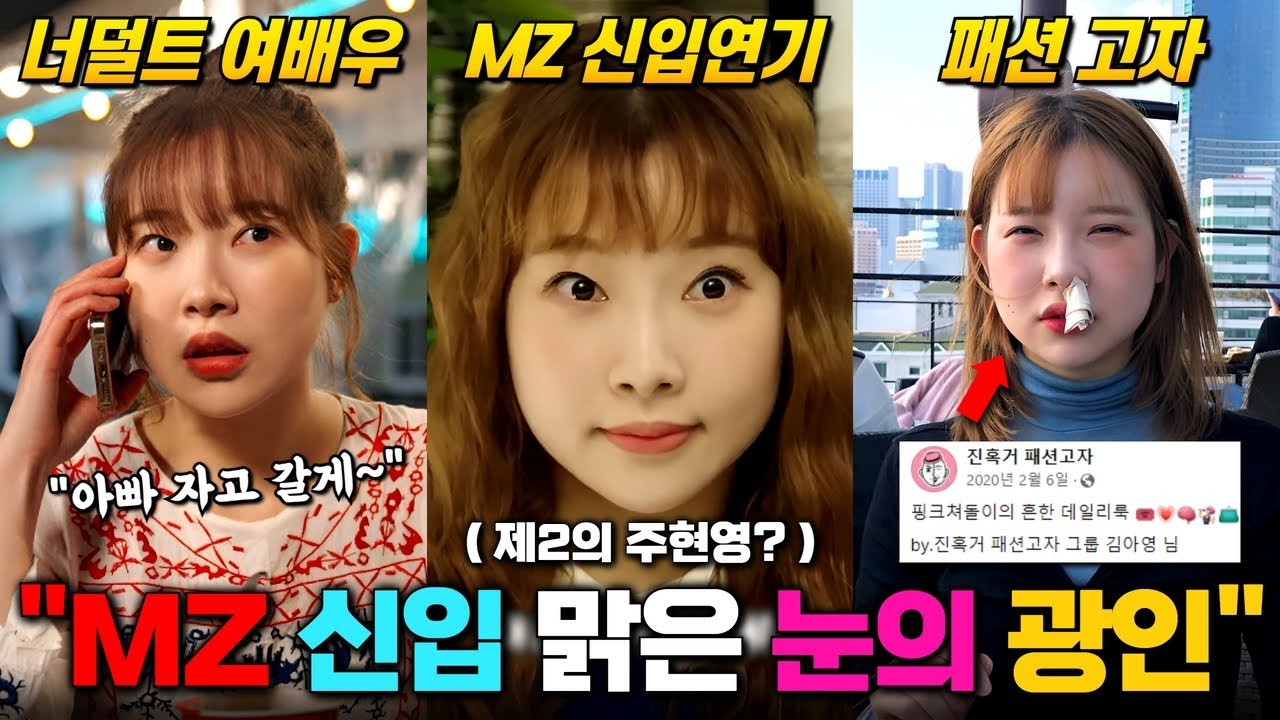 너덜트 여배우
MZ 신입연기
패션 고자
"아빠 자고 갈게~"
( 제2의 주현영? )
진혹거 패션고자
2020년 2월 6일 ·
핑크쳐돌이의 흔한 데일리룩
by.진혹거 패션고자 그룹 김아영 님
"MZ 신입 맑은 눈의 광인"